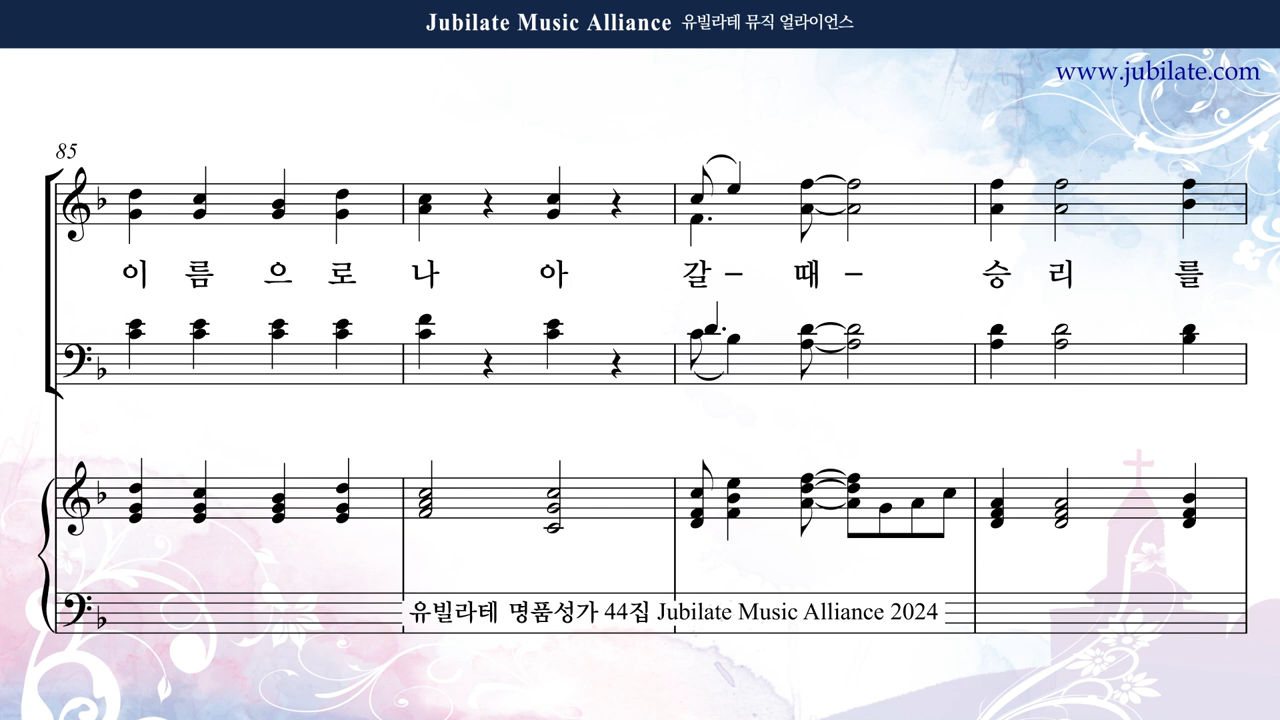 Jubilate Music Alliance 유빌라테 뮤직 얼라이언스
www.jubilate.com
85
이 름 으 로 나 아 갈 – 때 – 승 리 를
유빌라테 명품성가 44집 Jubilate Music Alliance 2024